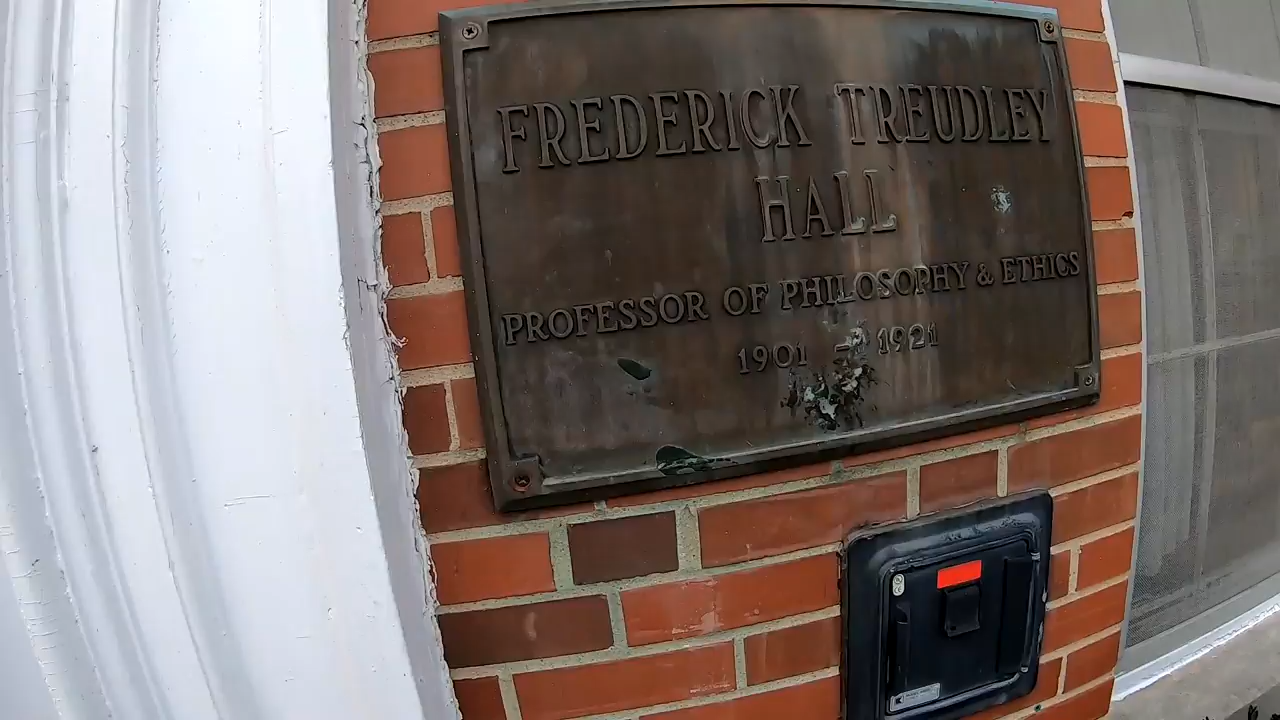 FREDERICK TREUDLEY
HALL
PROFESSOR OF PHILOSOPHY & ETHICS
1901 - 1921